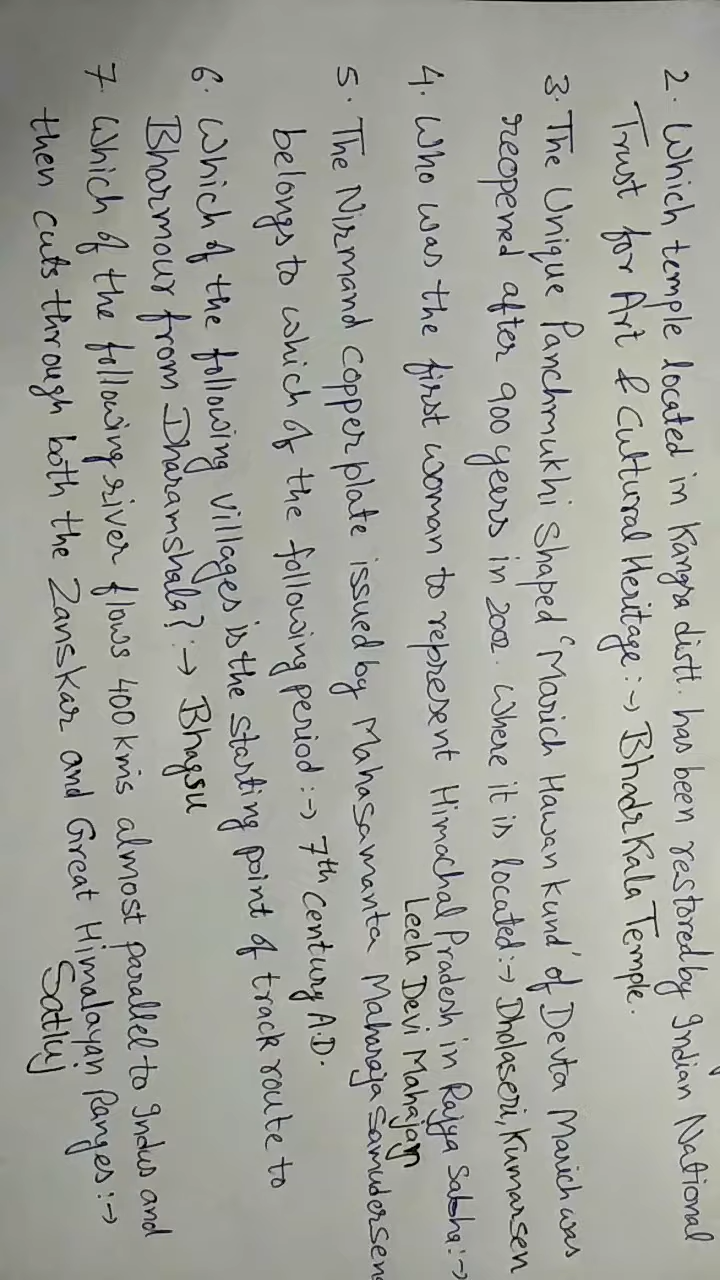 2. Which temple located in Kangra distt. has been restored by Indian National
Trust for Art & Cultural Heritage :→ Bhadr Kala Temple.
3. The Unique Panchmukhi shaped 'Marich Hawan kund' of Devta Marich was
reopened after 900 yeers in 2002. Where it is located :→ Dholaseri, Kumarsen
4. Who was the first woman to represent Himachal Pradesh in Rajya Sabha :→
Leela Devi Mahajan
5. The Nirmand copper plate issued by Mahasamanta Maharaja Samudersena
belongs to which of the following period :→ 7th century A.D.
6. Which of the following villages is the starting point of track route to
Bharmour from Dharamshala? :→ Bhagsu
7. Which of the following river flows 400 kms almost parallel to Indus and
then cuts through both the Zanskar and Great Himalayan Ranges :→
Satluj